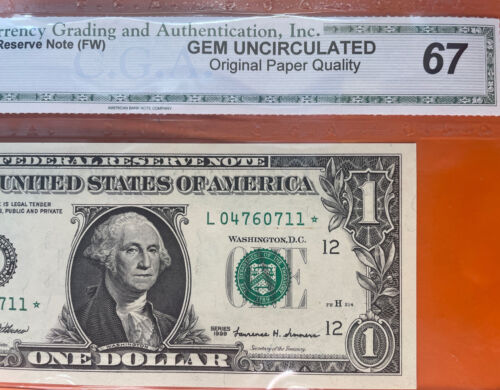 rrency Grading and Authentication, Inc.
Reserve Note (FW)
GEM UNCIRCULATED
Original Paper Quality
67
C.G.A.
AMERICAN BANK NOTE COMPANY
FEDERAL RESERVE NOTE
UNITED STATES OF AMERICA
IS LEGAL TENDER
S, PUBLIC AND PRIVATE
L 04760711 ★
WASHINGTON, D.C.
12
1
ONE
711 ★
FW H
SERIES
1999
Lawrence H. Summers
Secretary of the Treasury.
12
WASHINGTON
ONE DOLLAR
1